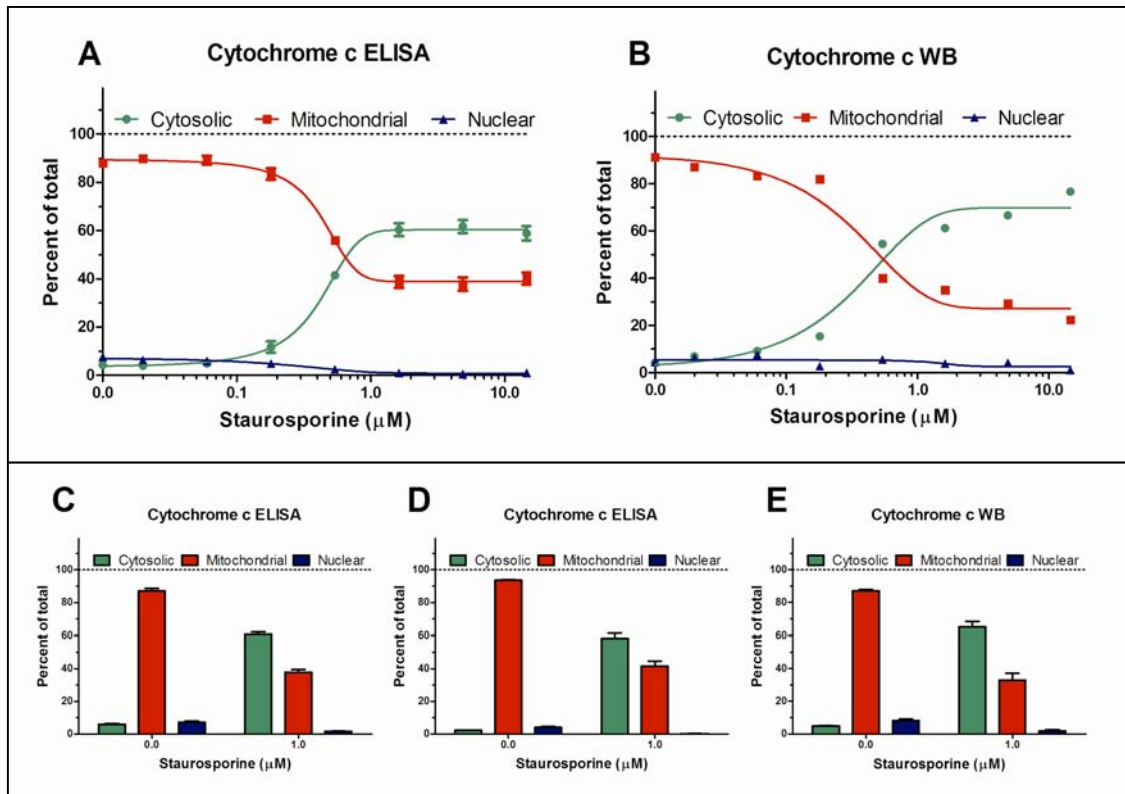 A
Cytochrome c ELISA
Cytosolic Mitochondrial Nuclear
Percent of total
100
80
60
40
20
0
0.0 0.1 1.0 10.0
Staurosporine (μM)
B
Cytochrome c WB
Cytosolic Mitochondrial Nuclear
Percent of total
100
80
60
40
20
0
0.0 0.1 1.0 10.0
Staurosporine (μM)
C
Cytochrome c ELISA
Cytosolic Mitochondrial Nuclear
Percent of total
100
80
60
40
20
0
0.0 1.0
Staurosporine (μM)
D
Cytochrome c ELISA
Cytosolic Mitochondrial Nuclear
Percent of total
100
80
60
40
20
0
0.0 1.0
Staurosporine (μM)
E
Cytochrome c WB
Cytosolic Mitochondrial Nuclear
Percent of total
100
80
60
40
20
0
0.0 1.0
Staurosporine (μM)